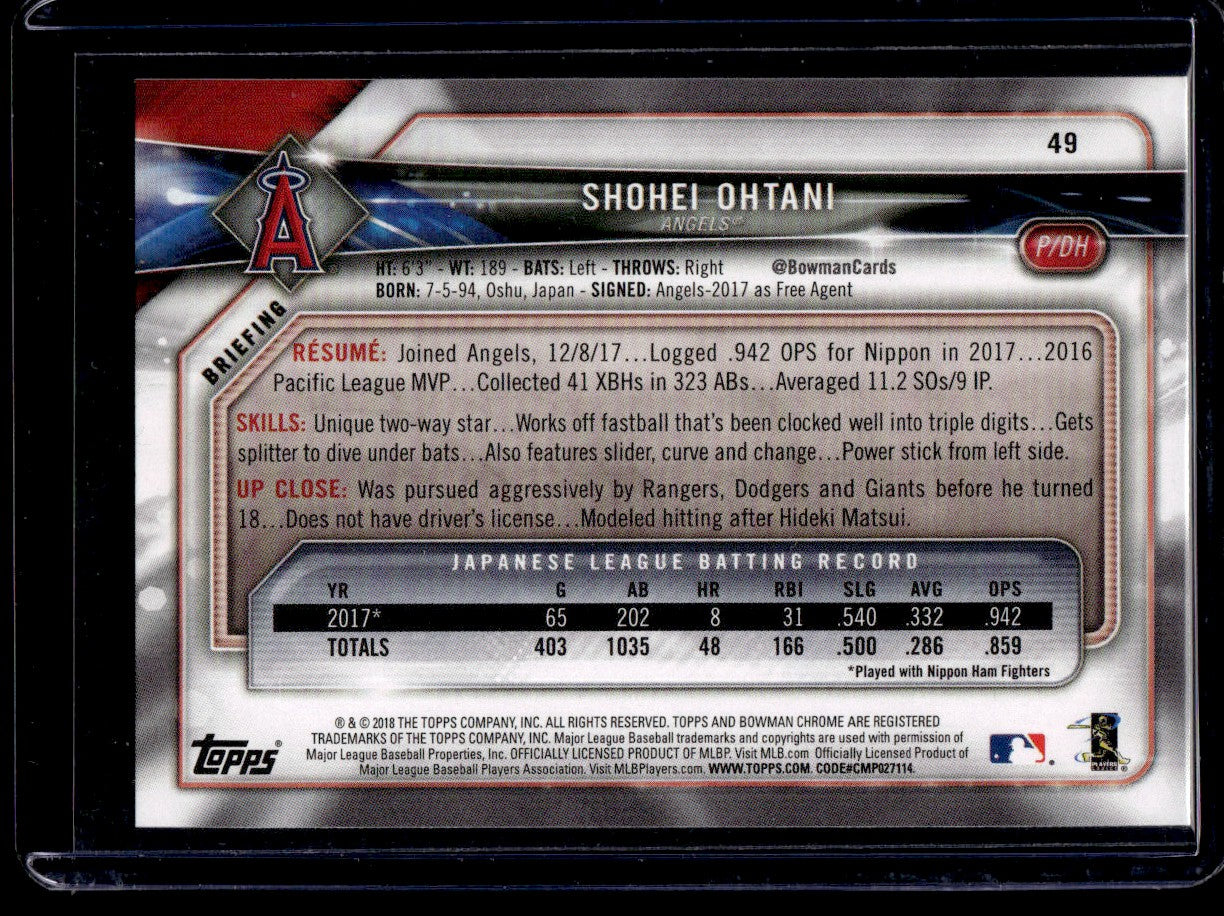 49
SHOHEI OHTANI
ANGELS™
P/DH
HT: 6'3" - WT: 189 - BATS: Left - THROWS: Right @BowmanCards
BORN: 7-5-94, Oshu, Japan - SIGNED: Angels-2017 as Free Agent
BRIEFING
RÉSUMÉ: Joined Angels, 12/8/17...Logged .942 OPS for Nippon in 2017...2016
Pacific League MVP...Collected 41 XBHs in 323 ABs...Averaged 11.2 SOs/9 IP.
SKILLS: Unique two-way star...Works off fastball that's been clocked well into triple digits...Gets
splitter to dive under bats...Also features slider, curve and change...Power stick from left side.
UP CLOSE: Was pursued aggressively by Rangers, Dodgers and Giants before he turned
18...Does not have driver's license...Modeled hitting after Hideki Matsui.
JAPANESE LEAGUE BATTING RECORD
YR G AB HR RBI SLG AVG OPS
2017* 65 202 8 31 .540 .332 .942
TOTALS 403 1035 48 166 .500 .286 .859
*Played with Nippon Ham Fighters
® & © 2018 THE TOPPS COMPANY, INC. ALL RIGHTS RESERVED. TOPPS AND BOWMAN CHROME ARE REGISTERED
TRADEMARKS OF THE TOPPS COMPANY, INC. Major League Baseball trademarks and copyrights are used with permission of
Major League Baseball Properties, Inc. OFFICIALLY LICENSED PRODUCT OF MLBP. Visit MLB.com Officially Licensed Product of
Major League Baseball Players Association. Visit MLBPlayers.com. WWW.TOPPS.COM. CODE#CMP027114.
Topps®
A
PLAYERS